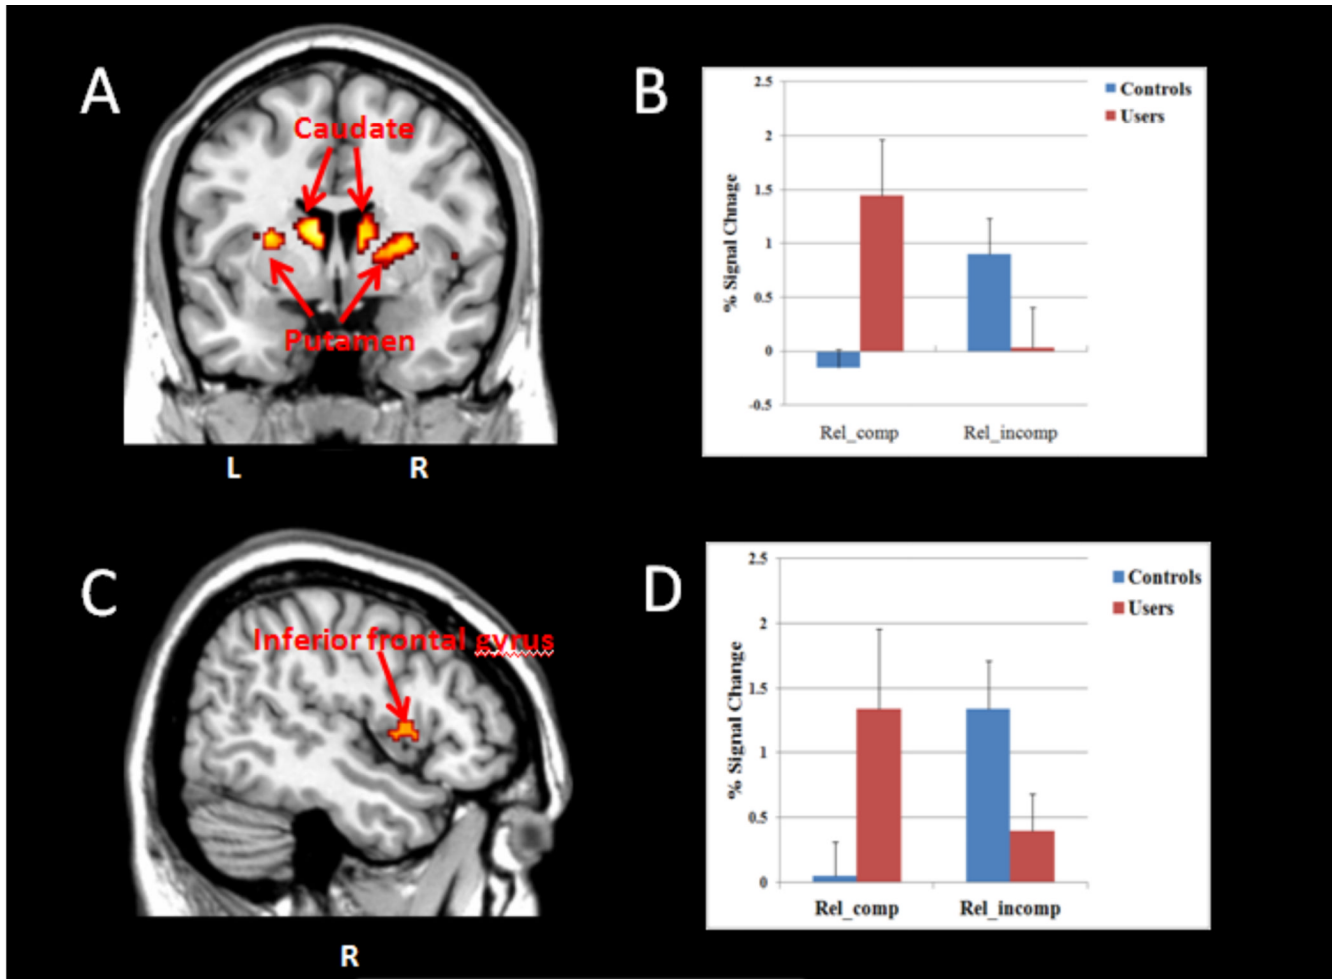 A
Caudate
Putamen
L
R
B
2.5
2
1.5
1
0.5
0
-0.5
% Signal Chnage
Controls
Users
Rel_comp
Rel_incomp
C
Inferior frontal gyrus
R
D
2.5
2
1.5
1
0.5
0
% Signal Change
Controls
Users
Rel_comp
Rel_incomp